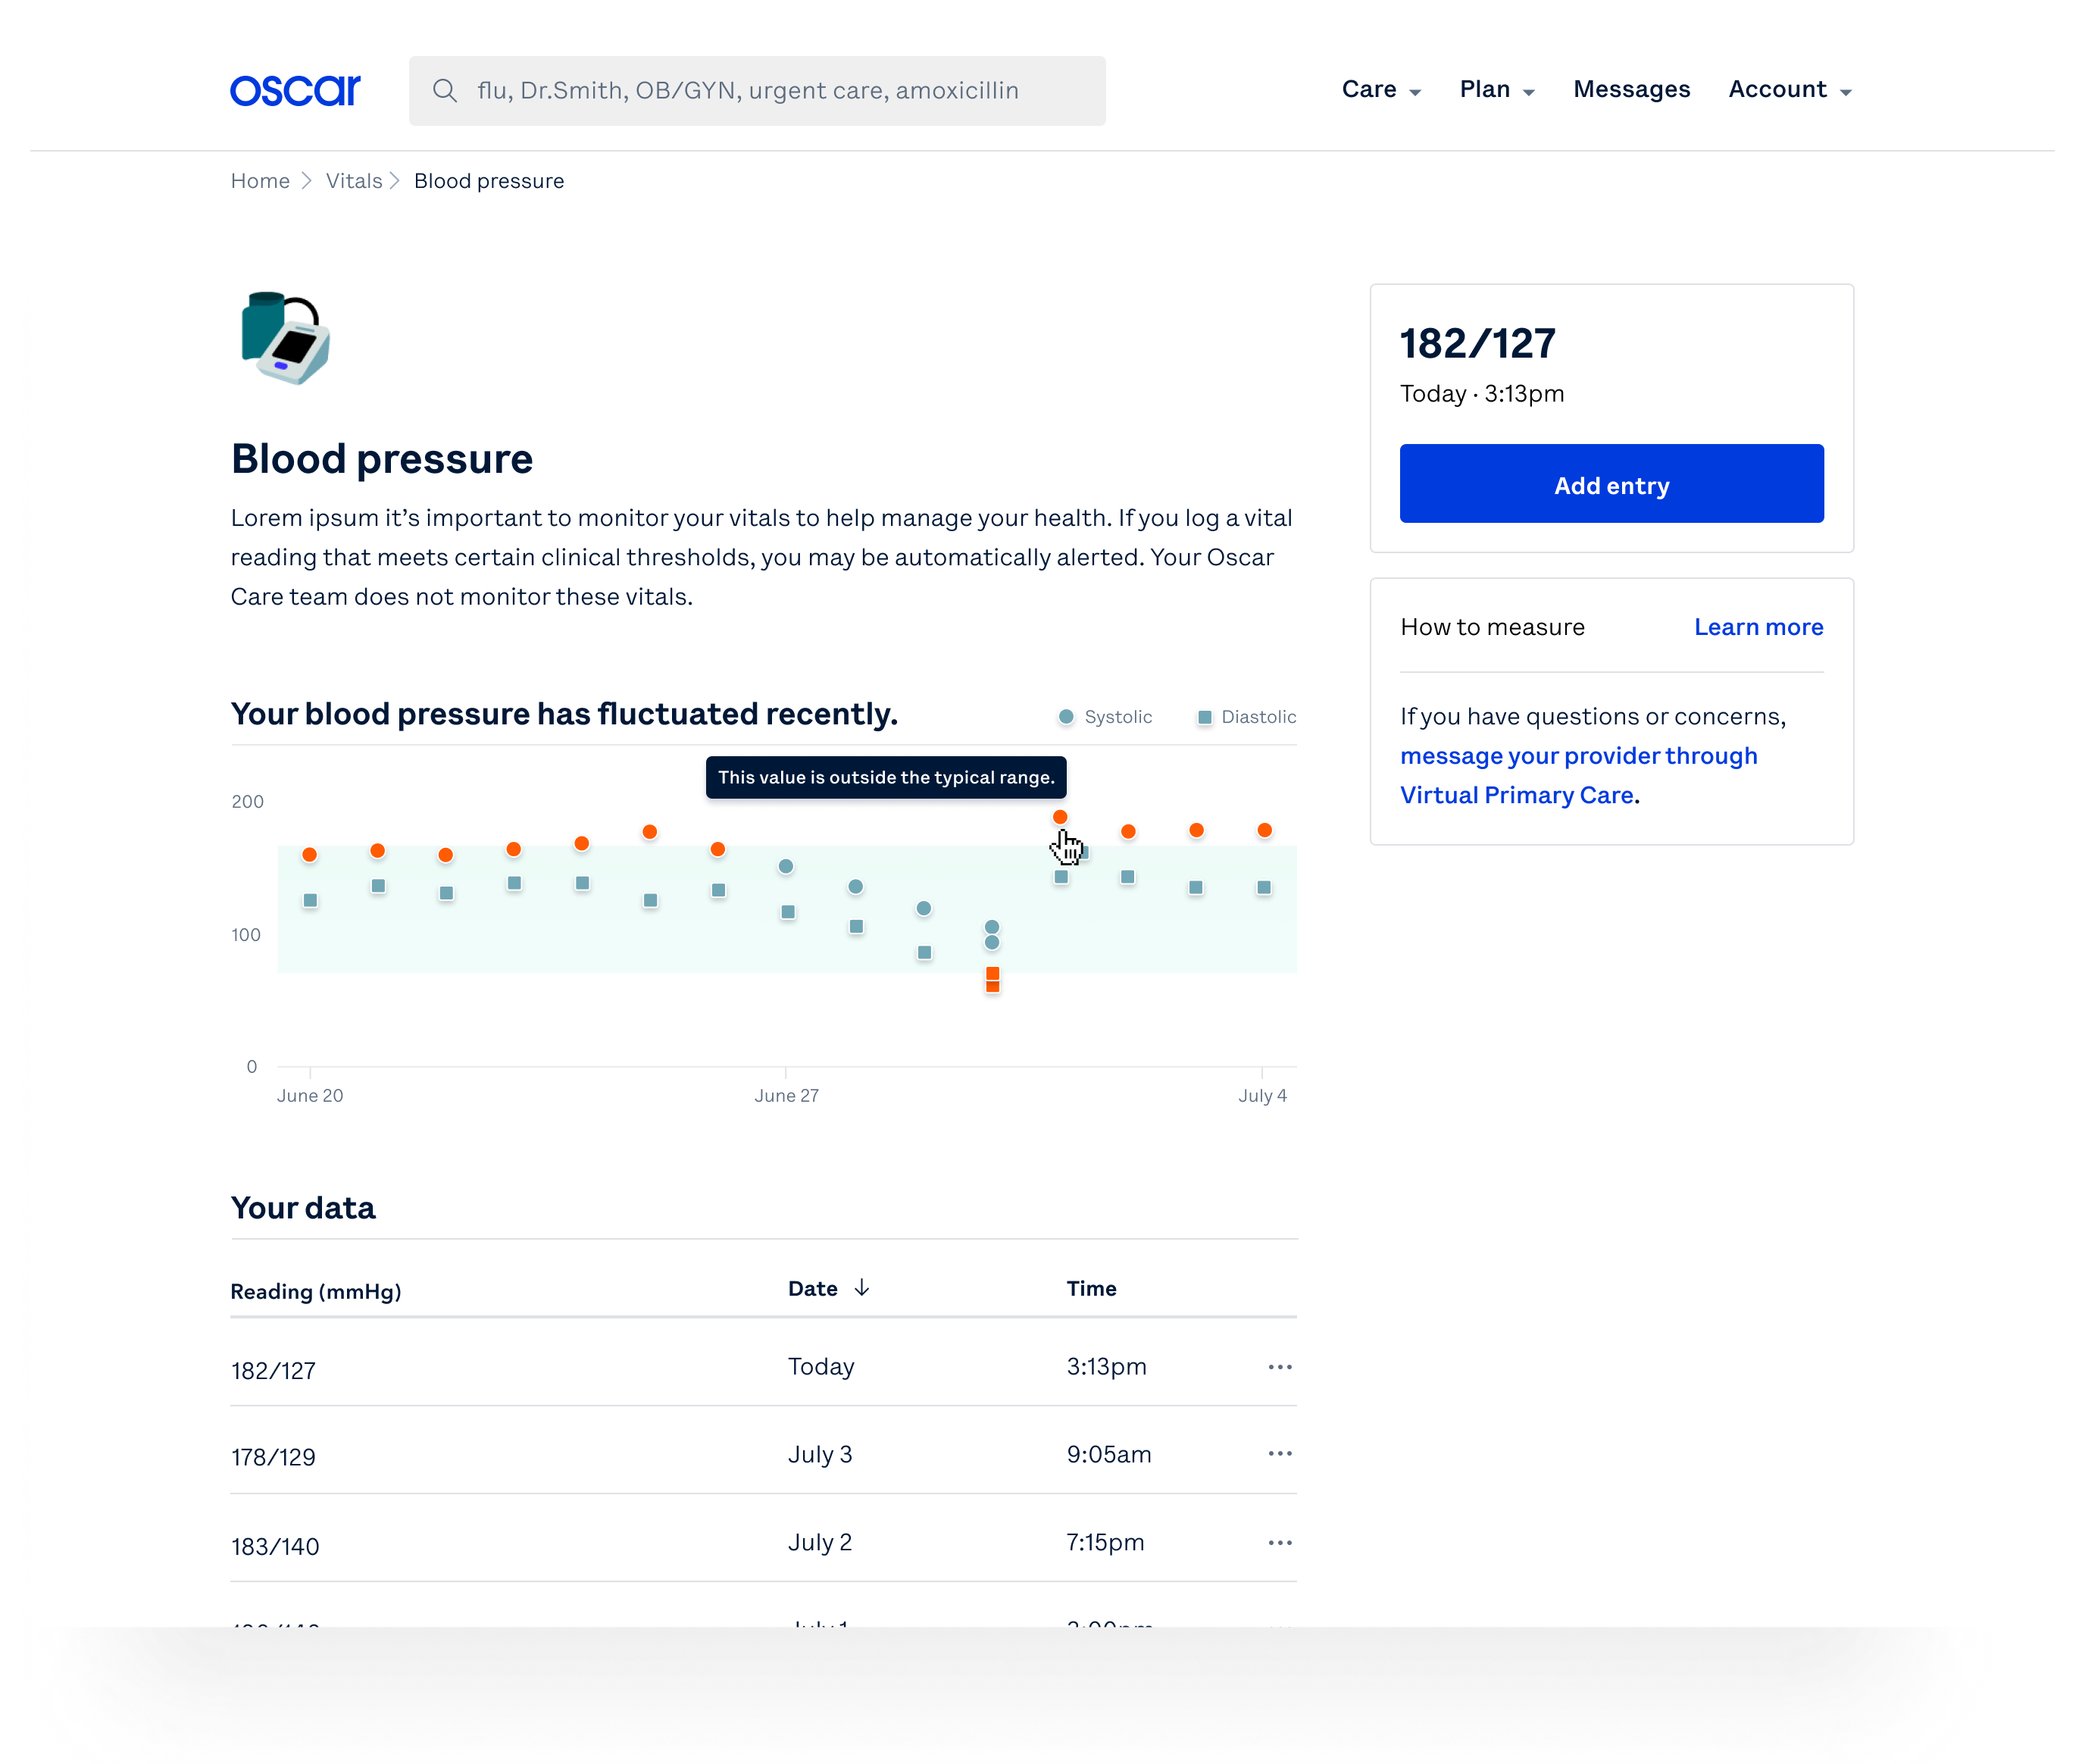 oscar
flu, Dr.Smith, OB/GYN, urgent care, amoxicillin
Care
Plan
Messages
Account
Home
Vitals
Blood pressure
Blood pressure
Lorem ipsum it’s important to monitor your vitals to help manage your health. If you log a vital
reading that meets certain clinical thresholds, you may be automatically alerted. Your Oscar
Care team does not monitor these vitals.
182/127
Today · 3:13pm
Add entry
How to measure
Learn more
If you have questions or concerns,
message your provider through
Virtual Primary Care.
Your blood pressure has fluctuated recently.
Systolic
Diastolic
This value is outside the typical range.
200
100
0
June 20
June 27
July 4
Your data
Reading (mmHg)
Date
Time
182/127
Today
3:13pm
178/129
July 3
9:05am
183/140
July 2
7:15pm
July 1